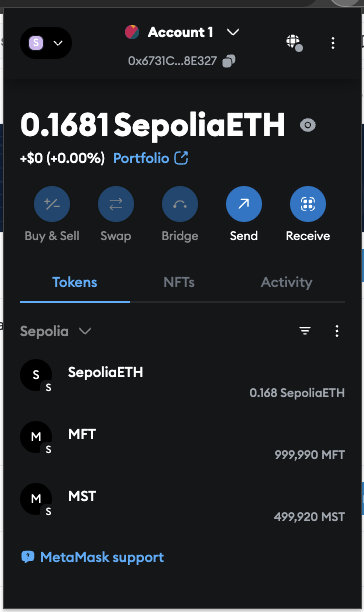 S
Account 1
0x6731C...8E327
0.1681 SepoliaETH
+$0 (+0.00%) Portfolio
Buy & Sell Swap Bridge Send Receive
Tokens NFTs Activity
Sepolia
S S SepoliaETH
0.168 SepoliaETH
M S MFT
999,990 MFT
M S MST
499,920 MST
MetaMask support